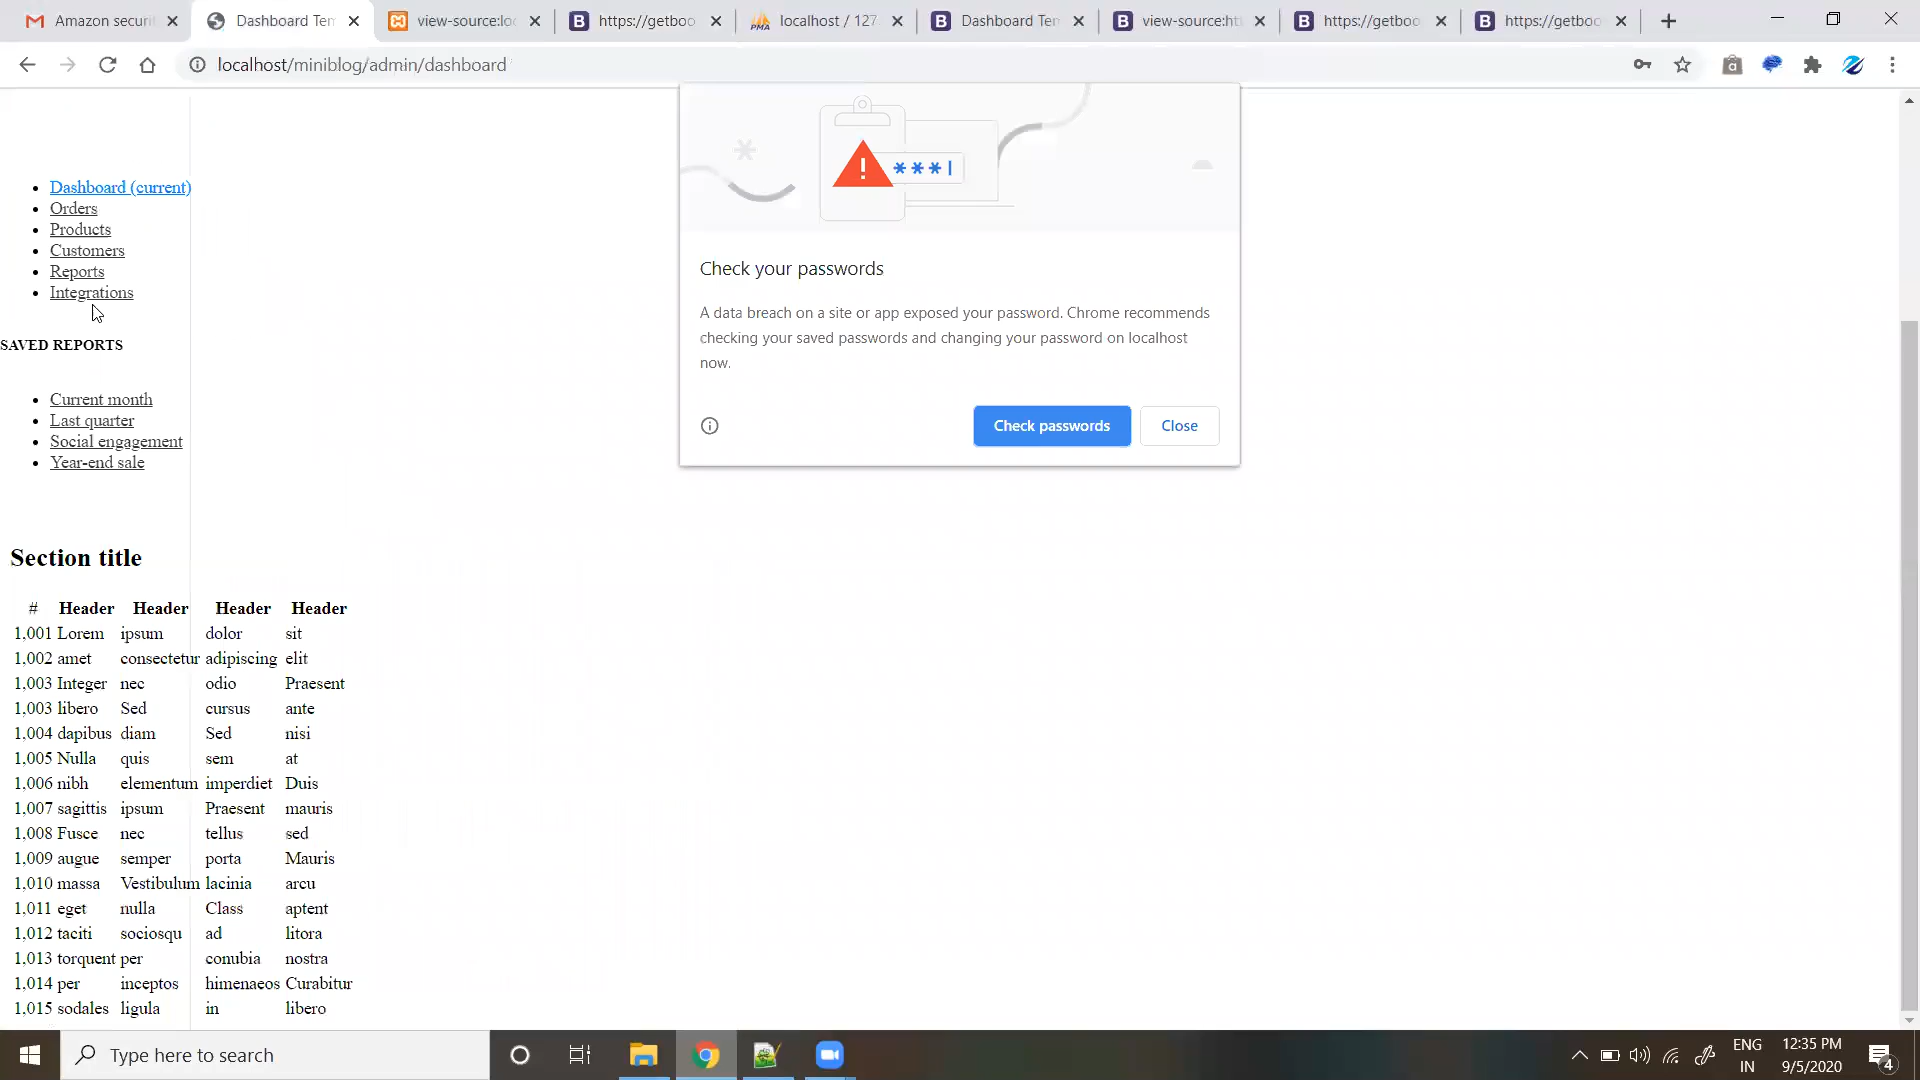 Amazon securi
Dashboard Ten
view-source:loc
https://getboo
localhost / 127
Dashboard Ten
view-source:ht
https://getboo
https://getboo
localhost/miniblog/admin/dashboard
Dashboard (current)
Orders
Products
Customers
Reports
Integrations
SAVED REPORTS
Current month
Last quarter
Social engagement
Year-end sale
***|
Check your passwords
A data breach on a site or app exposed your password. Chrome recommends
checking your saved passwords and changing your password on localhost
now.
Check passwords
Close
Section title
# Header Header Header Header
1,001 Lorem ipsum dolor sit
1,002 amet consectetur adipiscing elit
1,003 Integer nec odio Praesent
1,003 libero Sed cursus ante
1,004 dapibus diam Sed nisi
1,005 Nulla quis sem at
1,006 nibh elementum imperdiet Duis
1,007 sagittis ipsum Praesent mauris
1,008 Fusce nec tellus sed
1,009 augue semper porta Mauris
1,010 massa Vestibulum lacinia arcu
1,011 eget nulla Class aptent
1,012 taciti sociosqu ad litora
1,013 torquent per conubia nostra
1,014 per inceptos himenaeos Curabitur
1,015 sodales ligula in libero
Type here to search
ENG
IN
12:35 PM
9/5/2020
4